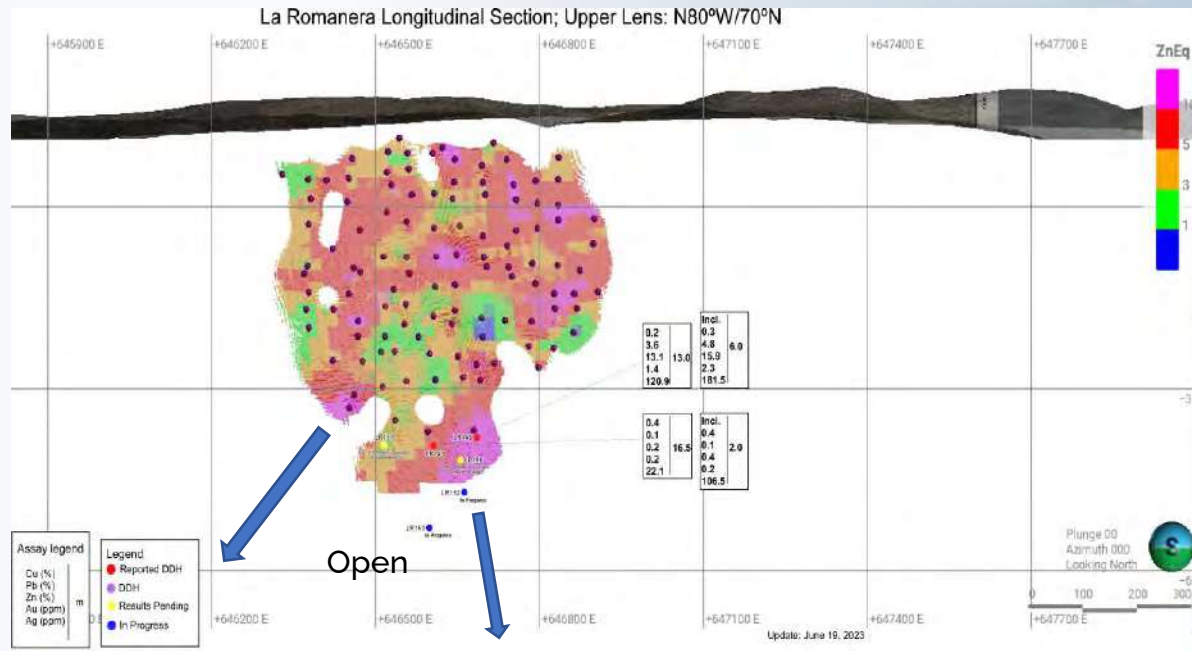 La Romanera Longitudinal Section; Upper Lens: N80ºW/70ºN
+645900 E +646200 E +646500 E +646800 E +647100 E +647400 E +647700 E
ZnEq
5
3
1
0.2
3.6
13.1
1.4
120.9
13.0
Incl.
0.3
4.8
15.9
2.3
181.5
6.0
0.4
0.1
0.2
0.2
22.1
16.5
Incl.
0.4
0.1
0.4
0.2
106.5
2.0
In Progress
In Progress
Open
Assay legend
Cu (%)
Pb (%)
Zn (%)
Au (ppm)
Ag (ppm)
m
Legend
Reported DDH
DDH
Results Pending
In Progress
Plunge 00
Azimuth 000
Looking North
0 100 200 300
+646200 E +646500 E +646800 E +647100 E +647400 E +647700 E
Update: June 19, 2023